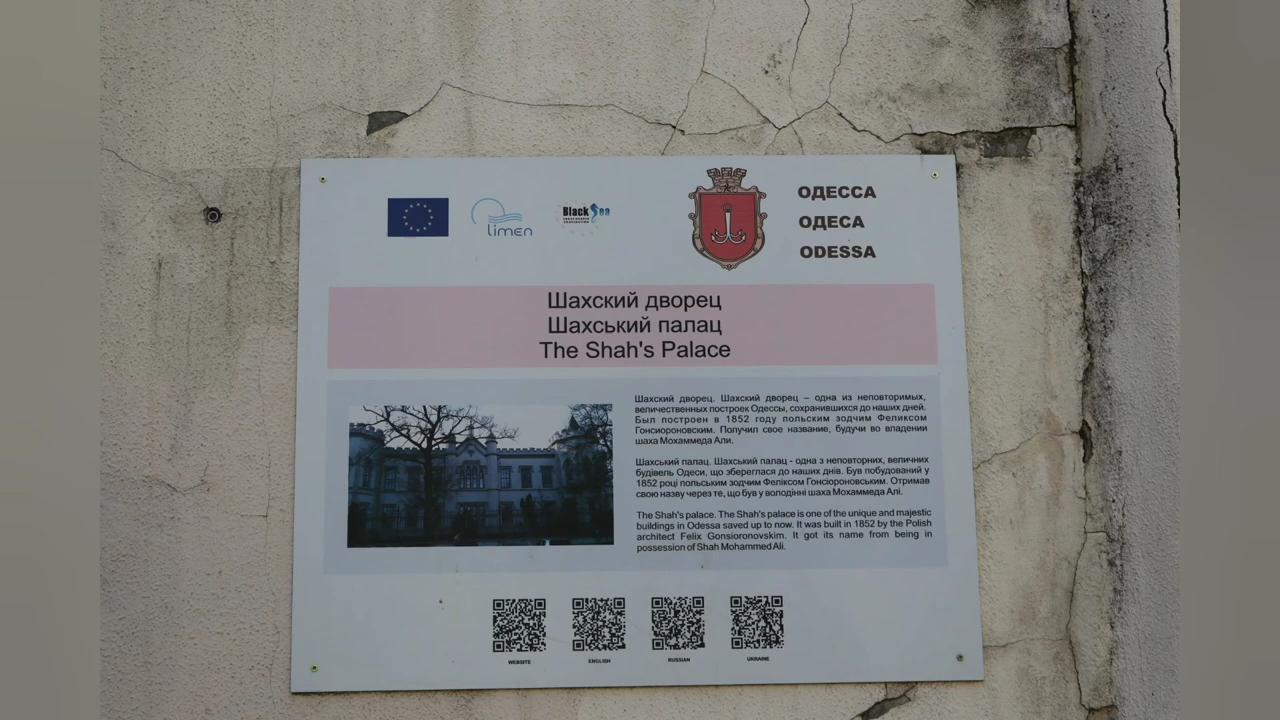 limen
Black Sea
ОДЕССА
ОДЕСА
ODESSA
Шахский дворец
Шахський палац
The Shah's Palace
Шахский дворец. Шахский дворец – одна из неповторимых,
величественных построек Одессы, сохранившихся до наших дней.
Был построен в 1852 году польским зодчим Феликсом
Гонсиороновским. Получил свое название, будучи во владении
шаха Мохаммеда Али.
Шахський палац. Шахський палац - одна з неповторних, величних
будівель Одеси, що збереглася до наших днів. Був побудований у
1852 році польським зодчим Феліксом Гонсіороновським. Отримав
свою назву через те, що був у володінні шаха Мохаммеда Али.
The Shah's palace. The Shah's palace is one of the unique and majestic
buildings in Odessa saved up to now. It was built in 1852 by the Polish
architect Felix Gonsioronovskim. It got its name from being in
possession of Shah Mohammed Ali.
WEBSITE
ENGLISH
RUSSIAN
UKRAINE